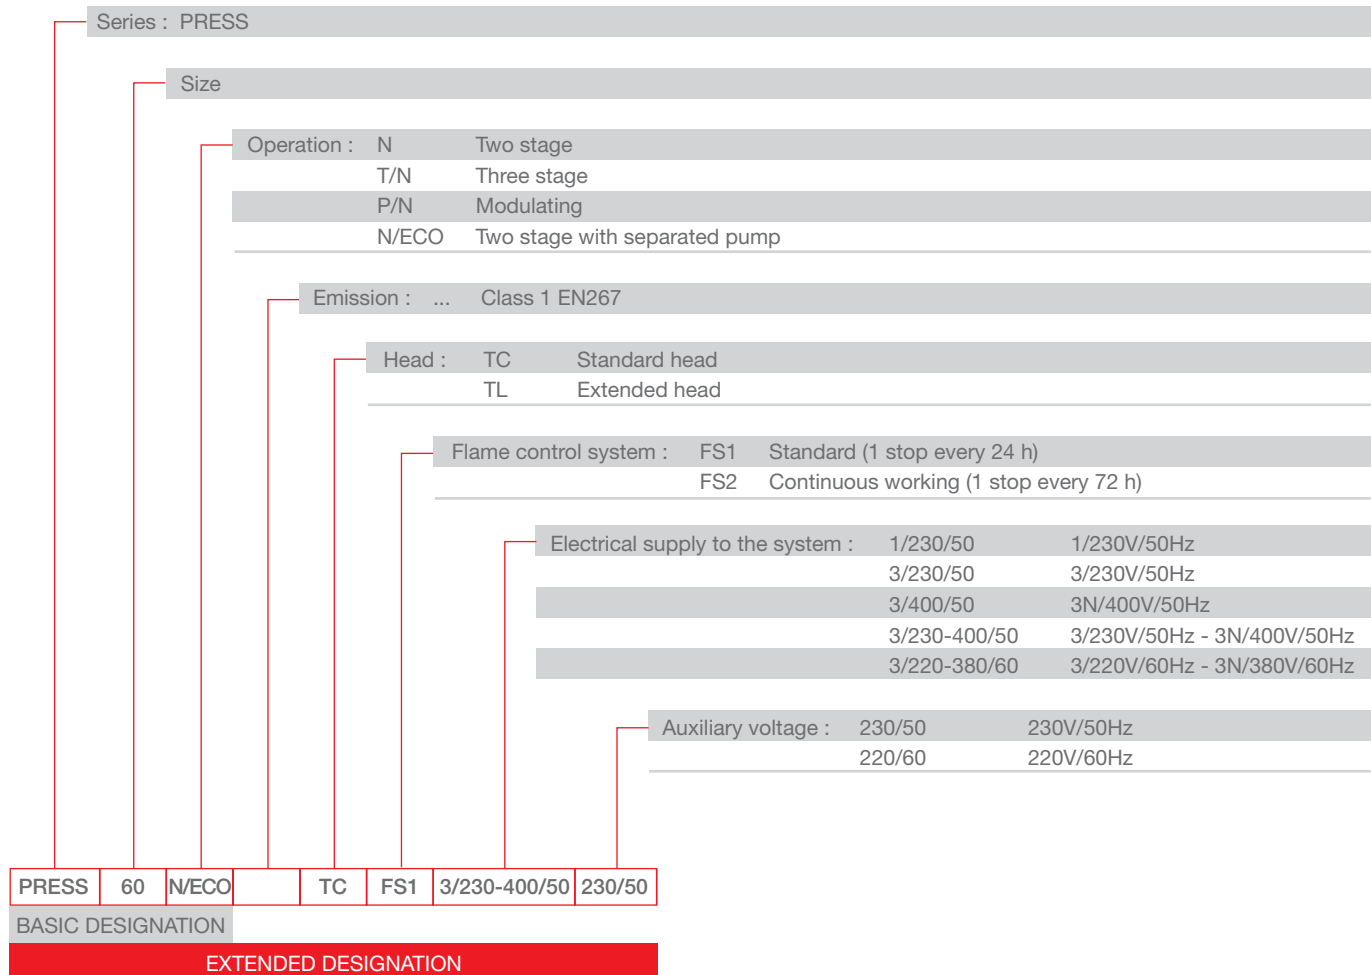 Series : PRESS
Size
Operation : N Two stage
T/N Three stage
P/N Modulating
N/ECO Two stage with separated pump
Emission : ... Class 1 EN267
Head : TC Standard head
TL Extended head
Flame control system : FS1 Standard (1 stop every 24 h)
FS2 Continuous working (1 stop every 72 h)
Electrical supply to the system : 1/230/50 1/230V/50Hz
3/230/50 3/230V/50Hz
3/400/50 3N/400V/50Hz
3/230-400/50 3/230V/50Hz - 3N/400V/50Hz
3/220-380/60 3/220V/60Hz - 3N/380V/60Hz
Auxiliary voltage : 230/50 230V/50Hz
220/60 220V/60Hz
PRESS 60 N/ECO TC FS1 3/230-400/50 230/50
BASIC DESIGNATION
EXTENDED DESIGNATION